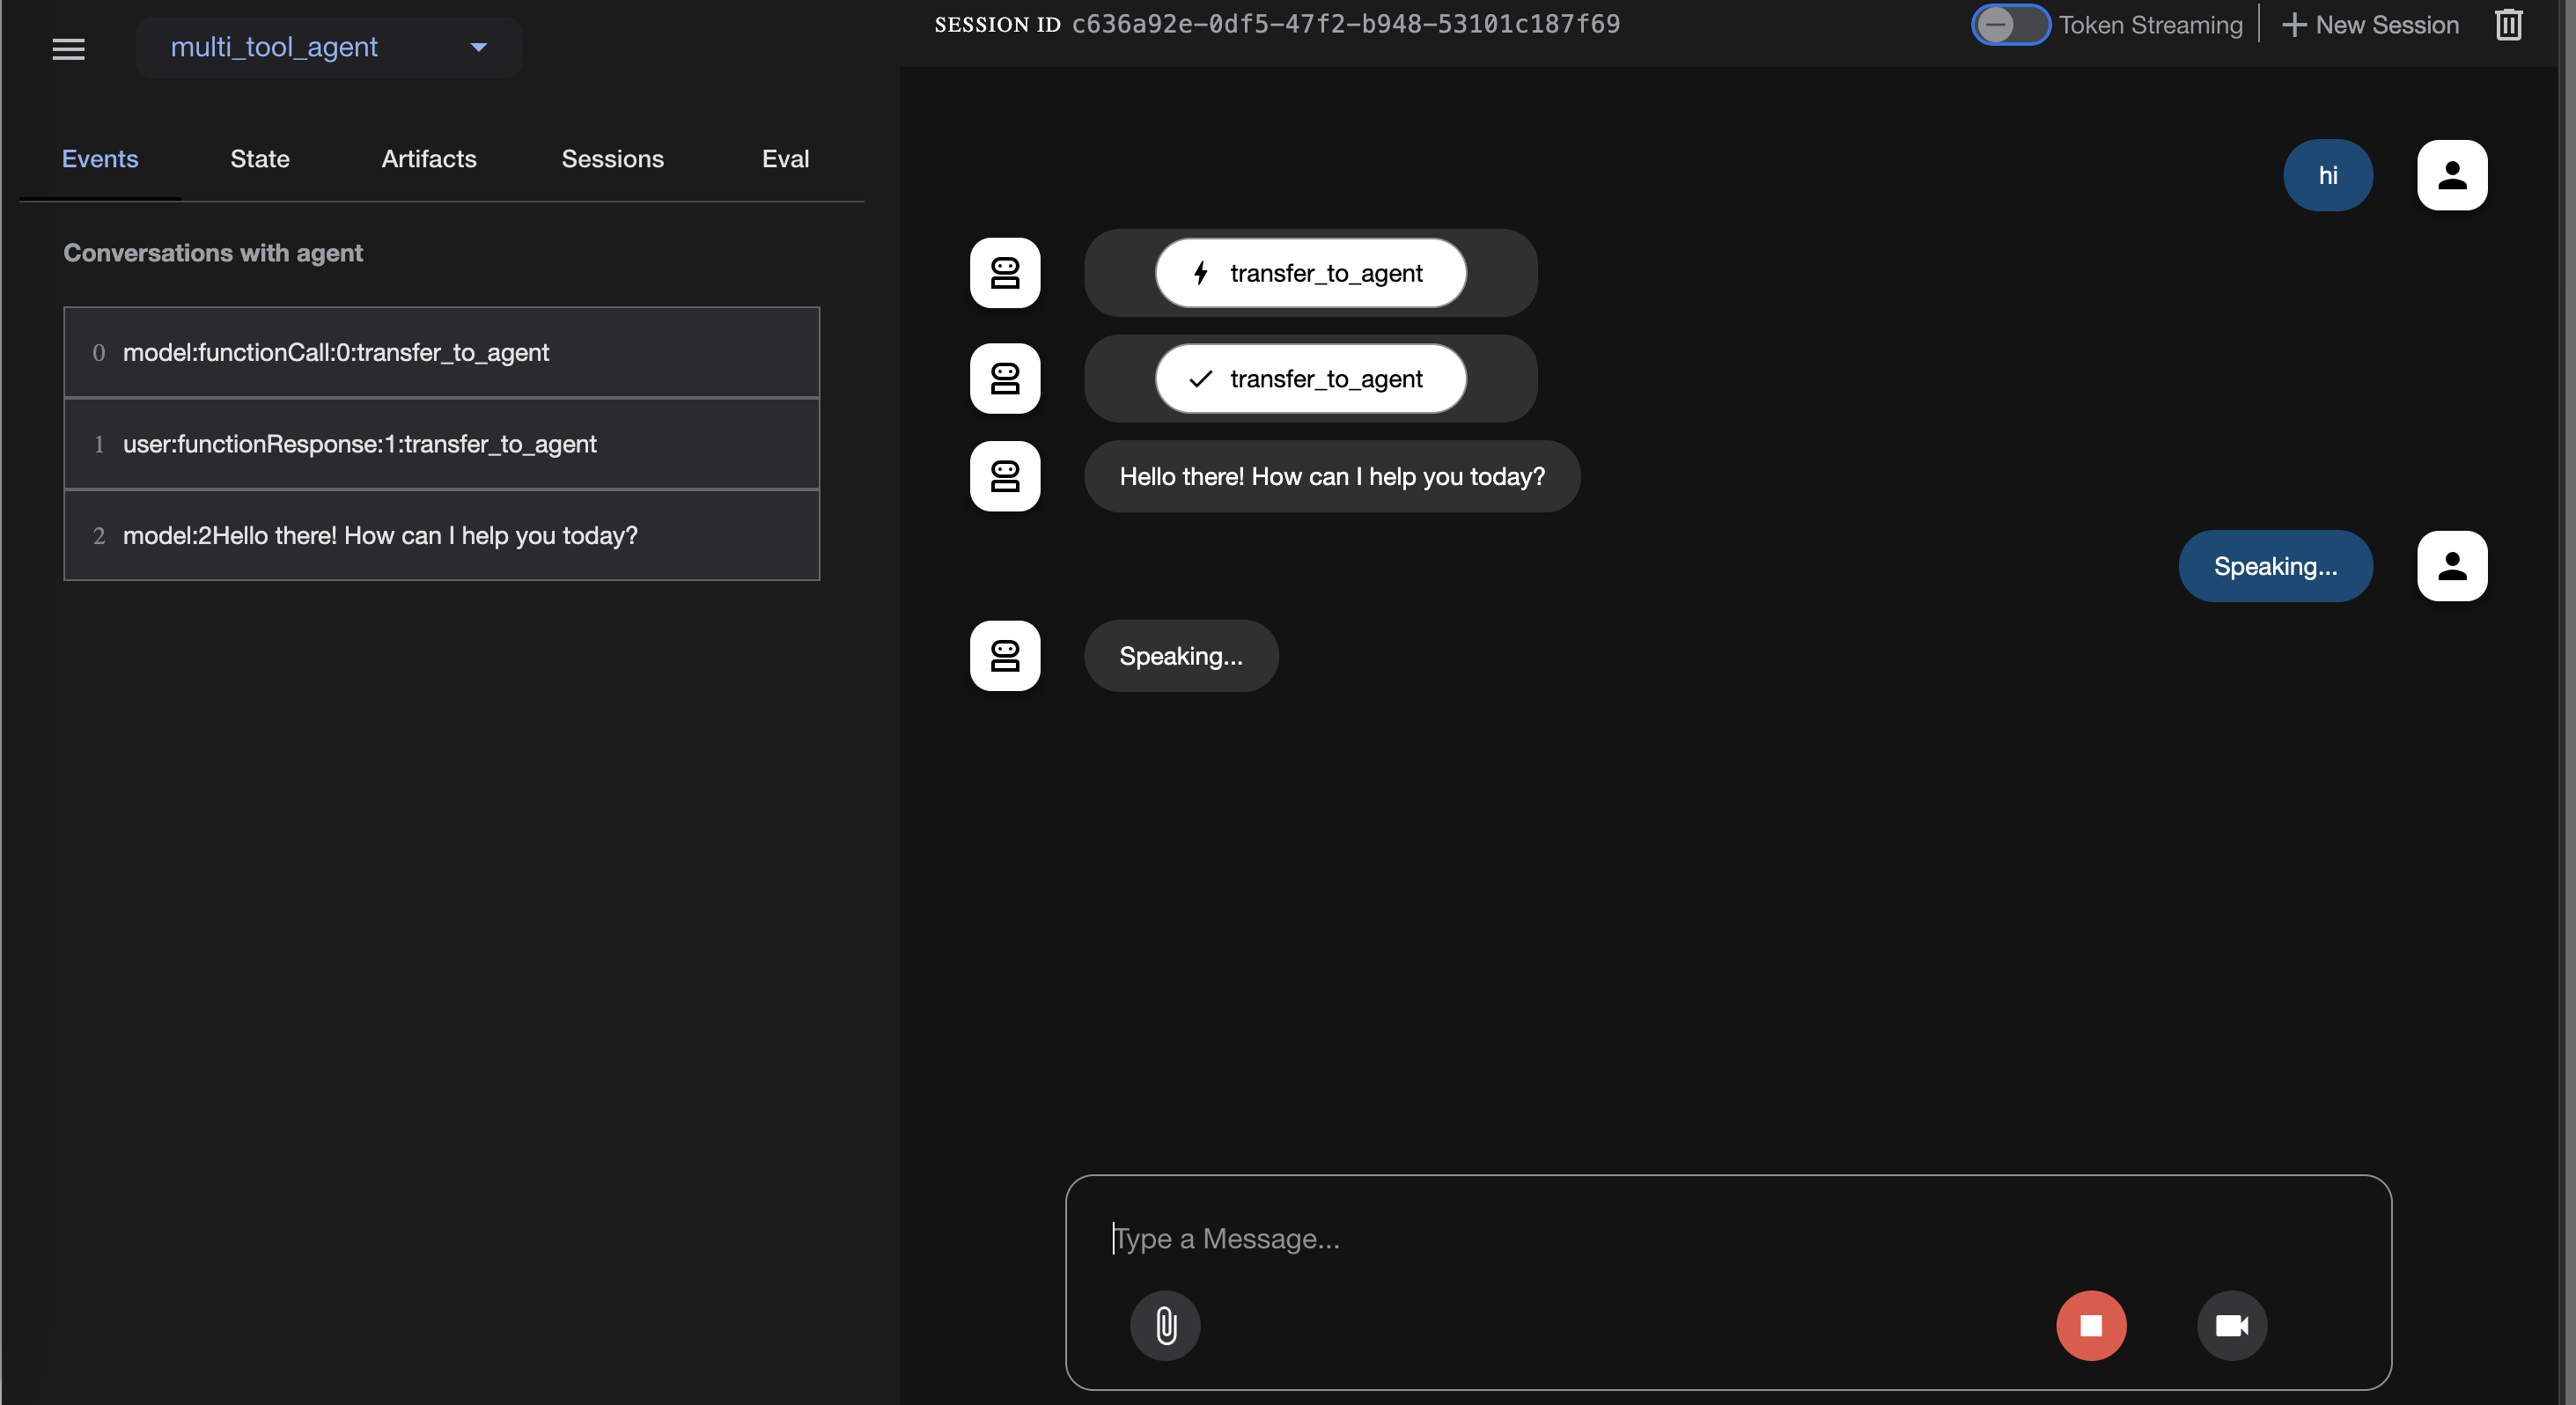 multi_tool_agent
SESSION ID c636a92e-0df5-47f2-b948-53101c187f69
Token Streaming
New Session
Events State Artifacts Sessions Eval
Conversations with agent
0 model:functionCall:0:transfer_to_agent
1 user:functionResponse:1:transfer_to_agent
2 model:2Hello there! How can I help you today?
hi
transfer_to_agent
transfer_to_agent
Hello there! How can I help you today?
Speaking...
Speaking...
Type a Message...